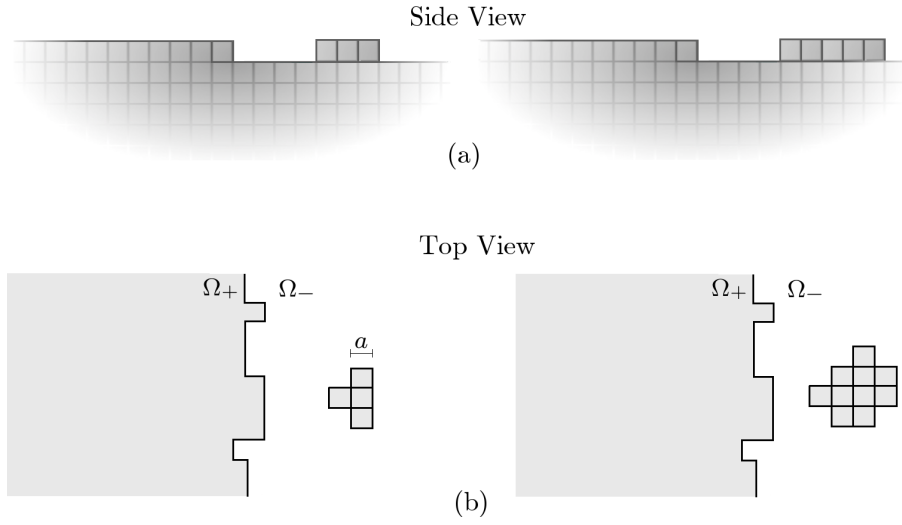 Side View
(a)
Top View
Ω₊ Ω₋ Ω₊ Ω₋
a
(b)